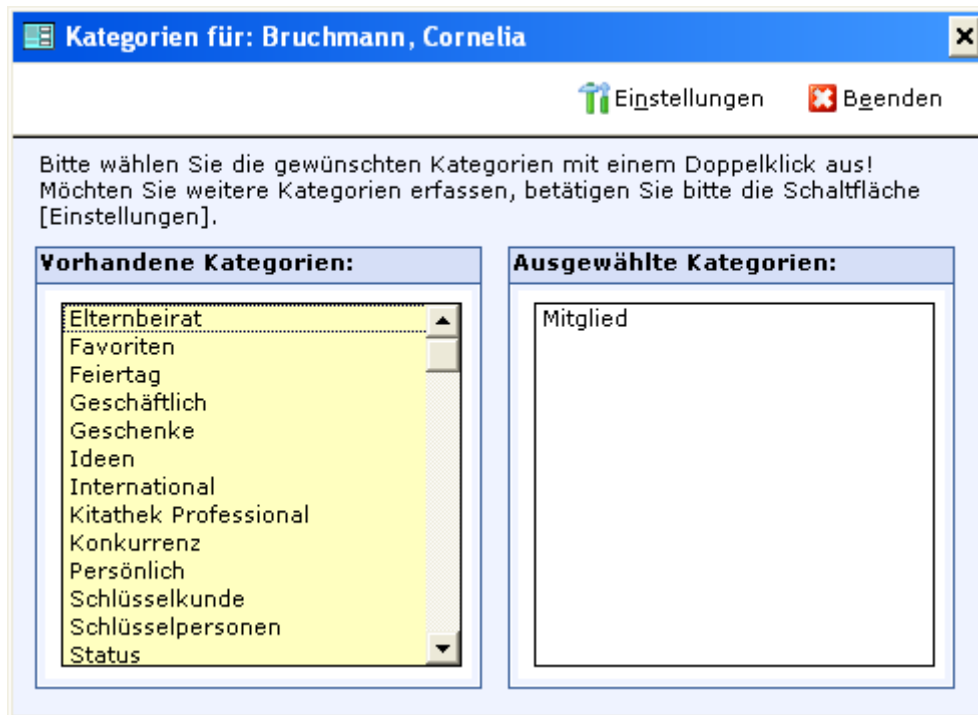 Kategorien für: Bruchmann, Cornelia
Einstellungen Beenden
Bitte wählen Sie die gewünschten Kategorien mit einem Doppelklick aus!
Möchten Sie weitere Kategorien erfassen, betätigen Sie bitte die Schaltfläche
[Einstellungen].
Vorhandene Kategorien:
Elternbeirat
Favoriten
Feiertag
Geschäftlich
Geschenke
Ideen
International
Kitathek Professional
Konkurrenz
Persönlich
Schlüsselkunde
Schlüsselpersonen
Status
Ausgewählte Kategorien:
Mitglied